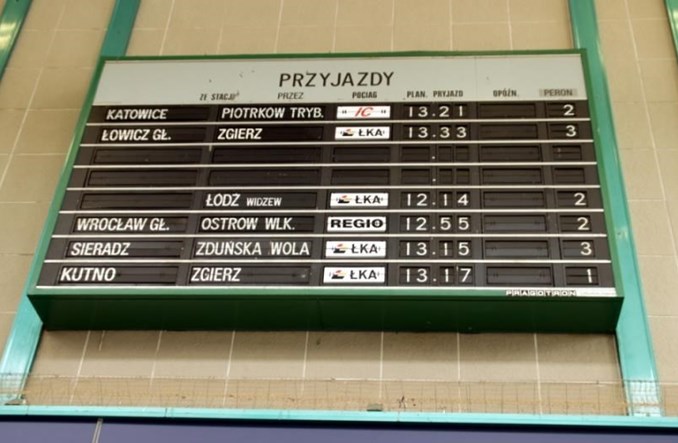 PRZYJAZDY
ZE STACJI PRZEZ POCIĄG PLAN. PRZYJAZD OPÓŹN. PERON
KATOWICE PIOTRKÓW TRYB. IC 13.21 2
ŁOWICZ GŁ. ZGIERZ ŁKA 13.33 3
ŁÓDŹ WIDZEW ŁKA 12.14 2
WROCŁAW GŁ. OSTROW WLK. REGIO 12.55 2
SIERADZ ZDUŃSKA WOLA ŁKA 13.15 3
KUTNO ZGIERZ ŁKA 13.17 1
PRAGOTRON